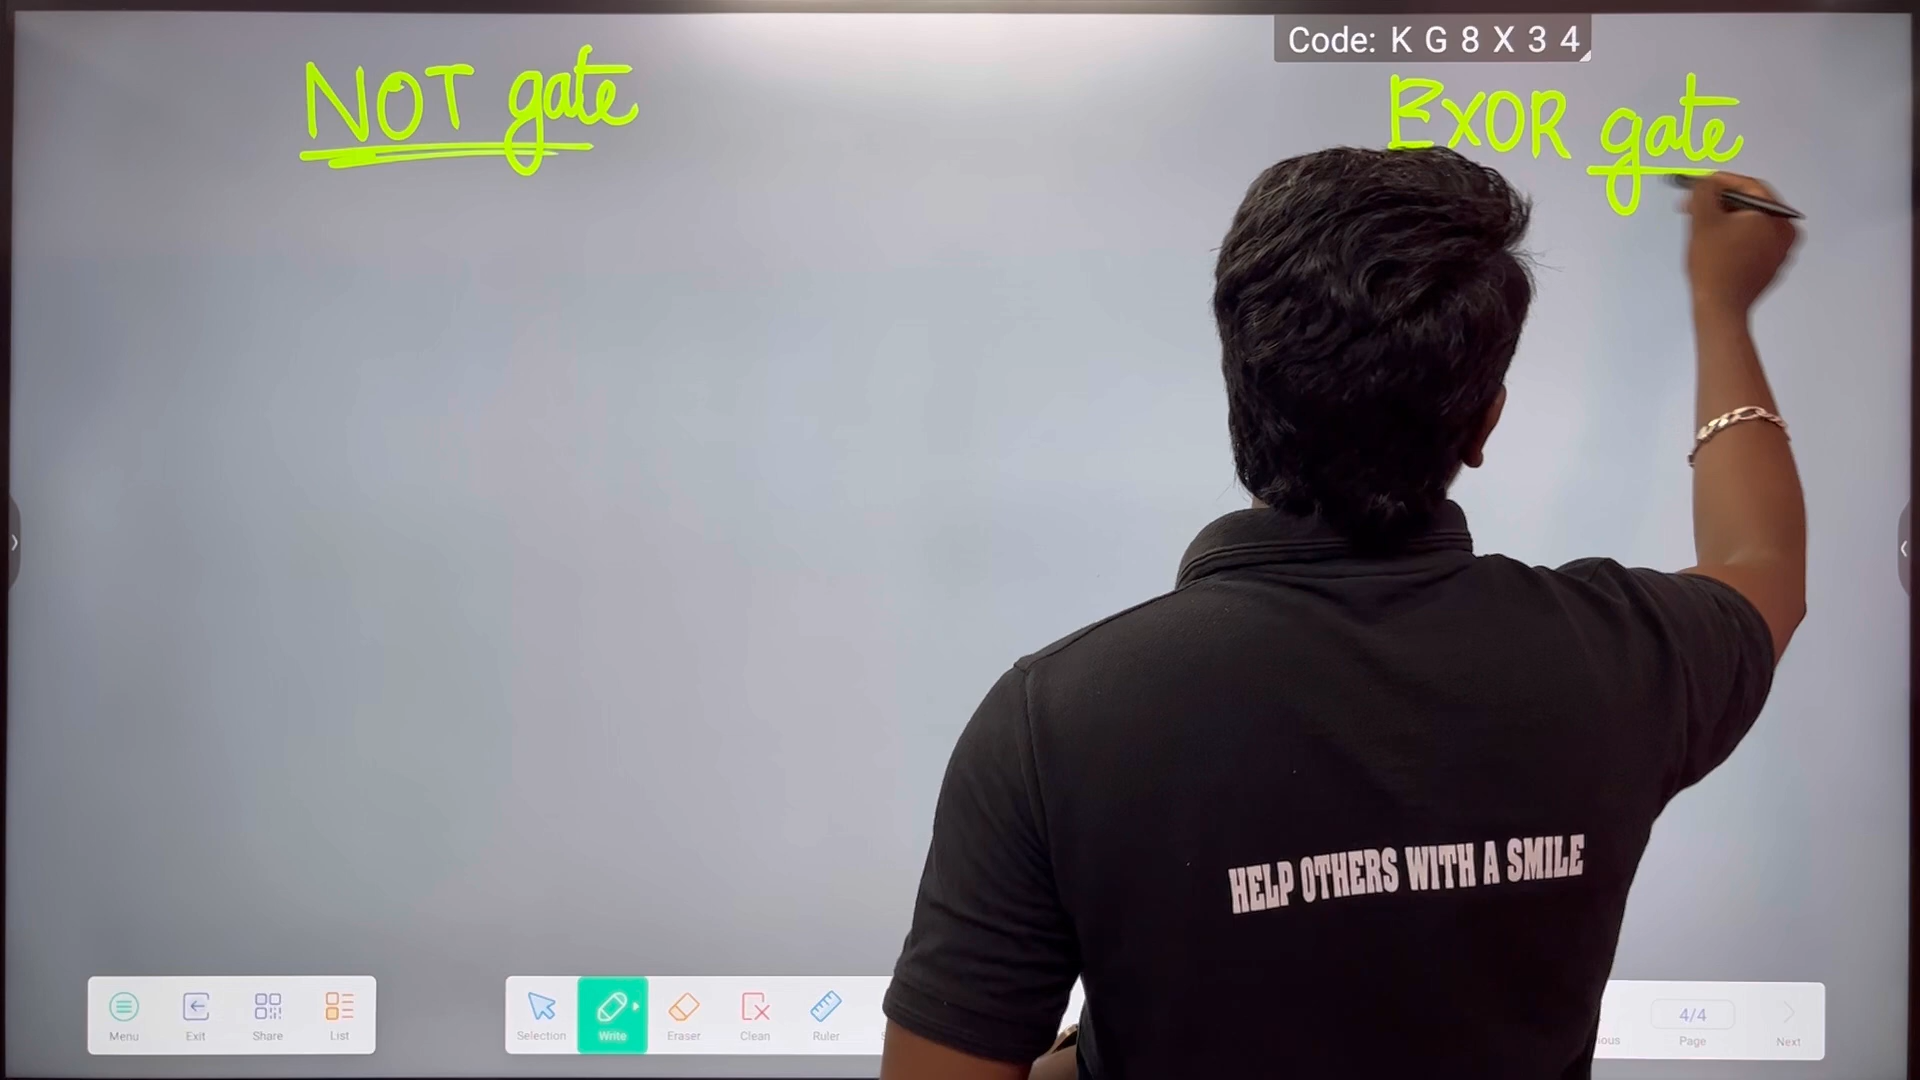 Code: K G 8 X 3 4
NOT gate
EXOR gate
HELP OTHERS WITH A SMILE
Menu
Exit
Share
List
Selection
Write
Eraser
Clean
Ruler
4/4
Page
Next